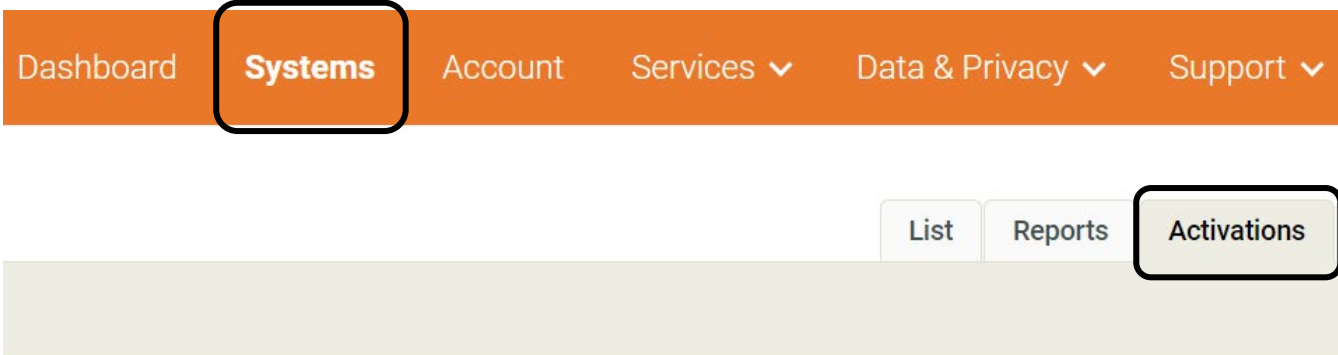 Dashboard Systems Account Services Data & Privacy Support
List Reports Activations